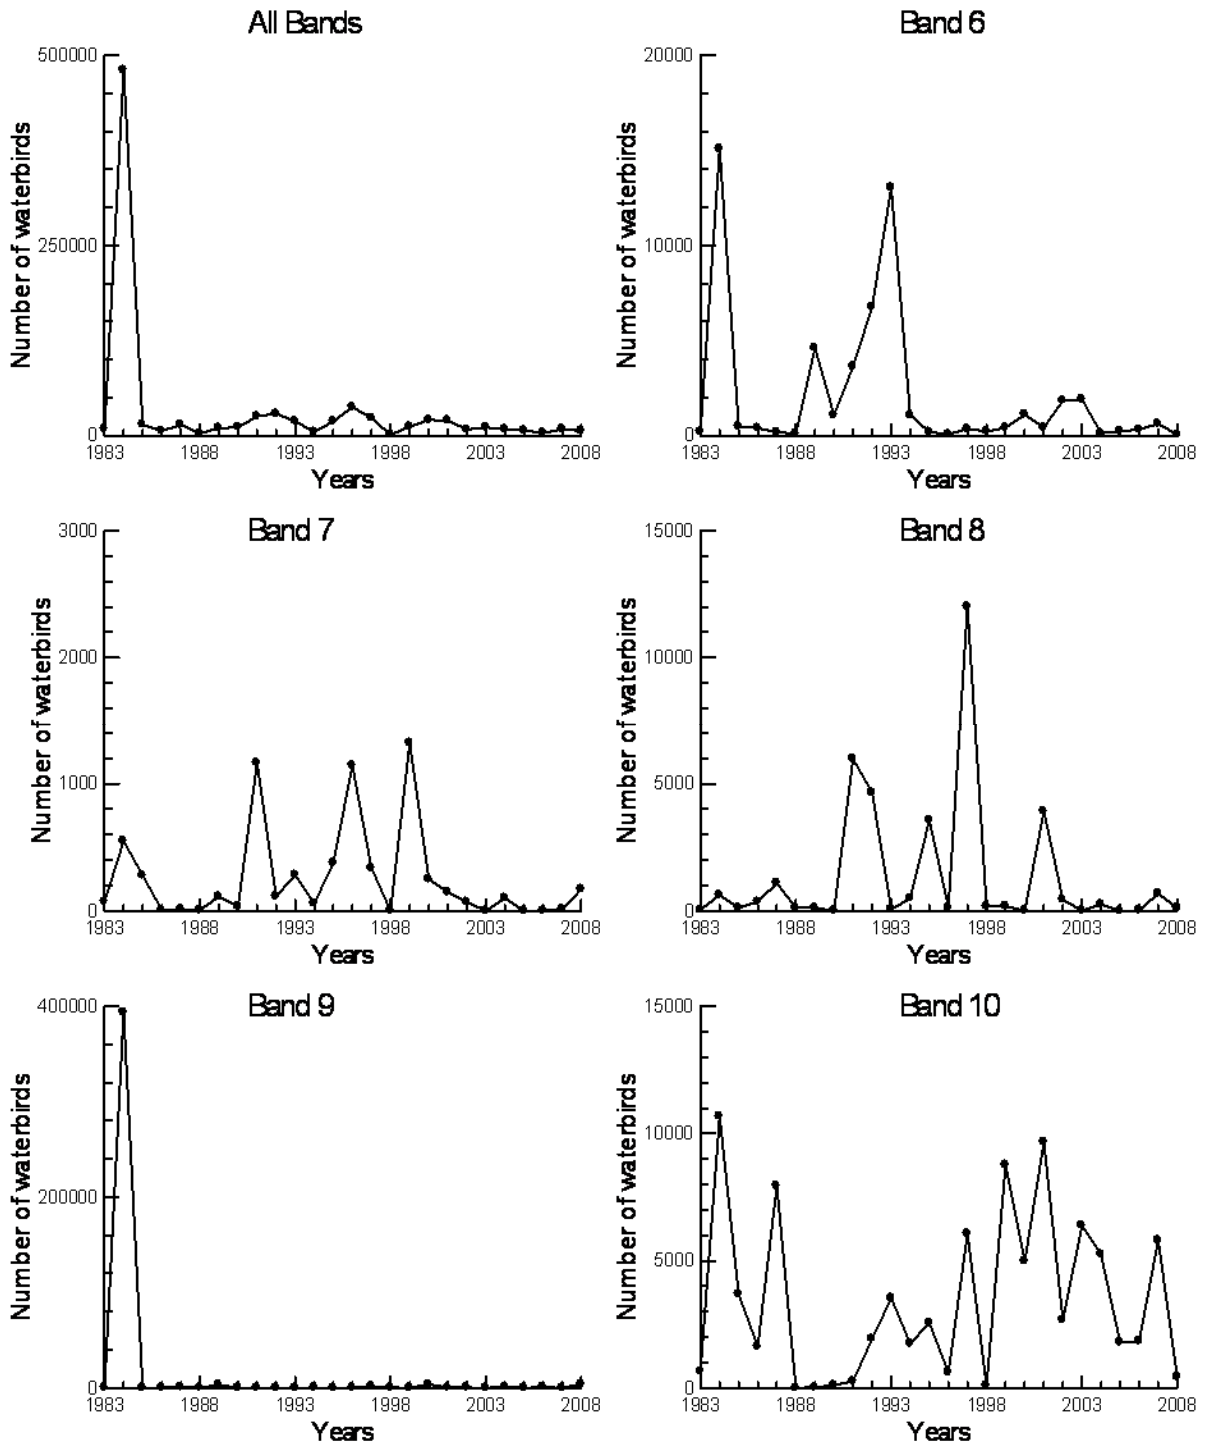 All Bands
Number of waterbirds
500000
250000
0
1983 1988 1993 1998 2003 2008
Years
Band 6
Number of waterbirds
20000
10000
0
1983 1988 1993 1998 2003 2008
Years
Band 7
Number of waterbirds
3000
2000
1000
0
1983 1988 1993 1998 2003 2008
Years
Band 8
Number of waterbirds
15000
10000
5000
0
1983 1988 1993 1998 2003 2008
Years
Band 9
Number of waterbirds
400000
200000
0
1983 1988 1993 1998 2003 2008
Years
Band 10
Number of waterbirds
15000
10000
5000
0
1983 1988 1993 1998 2003 2008
Years